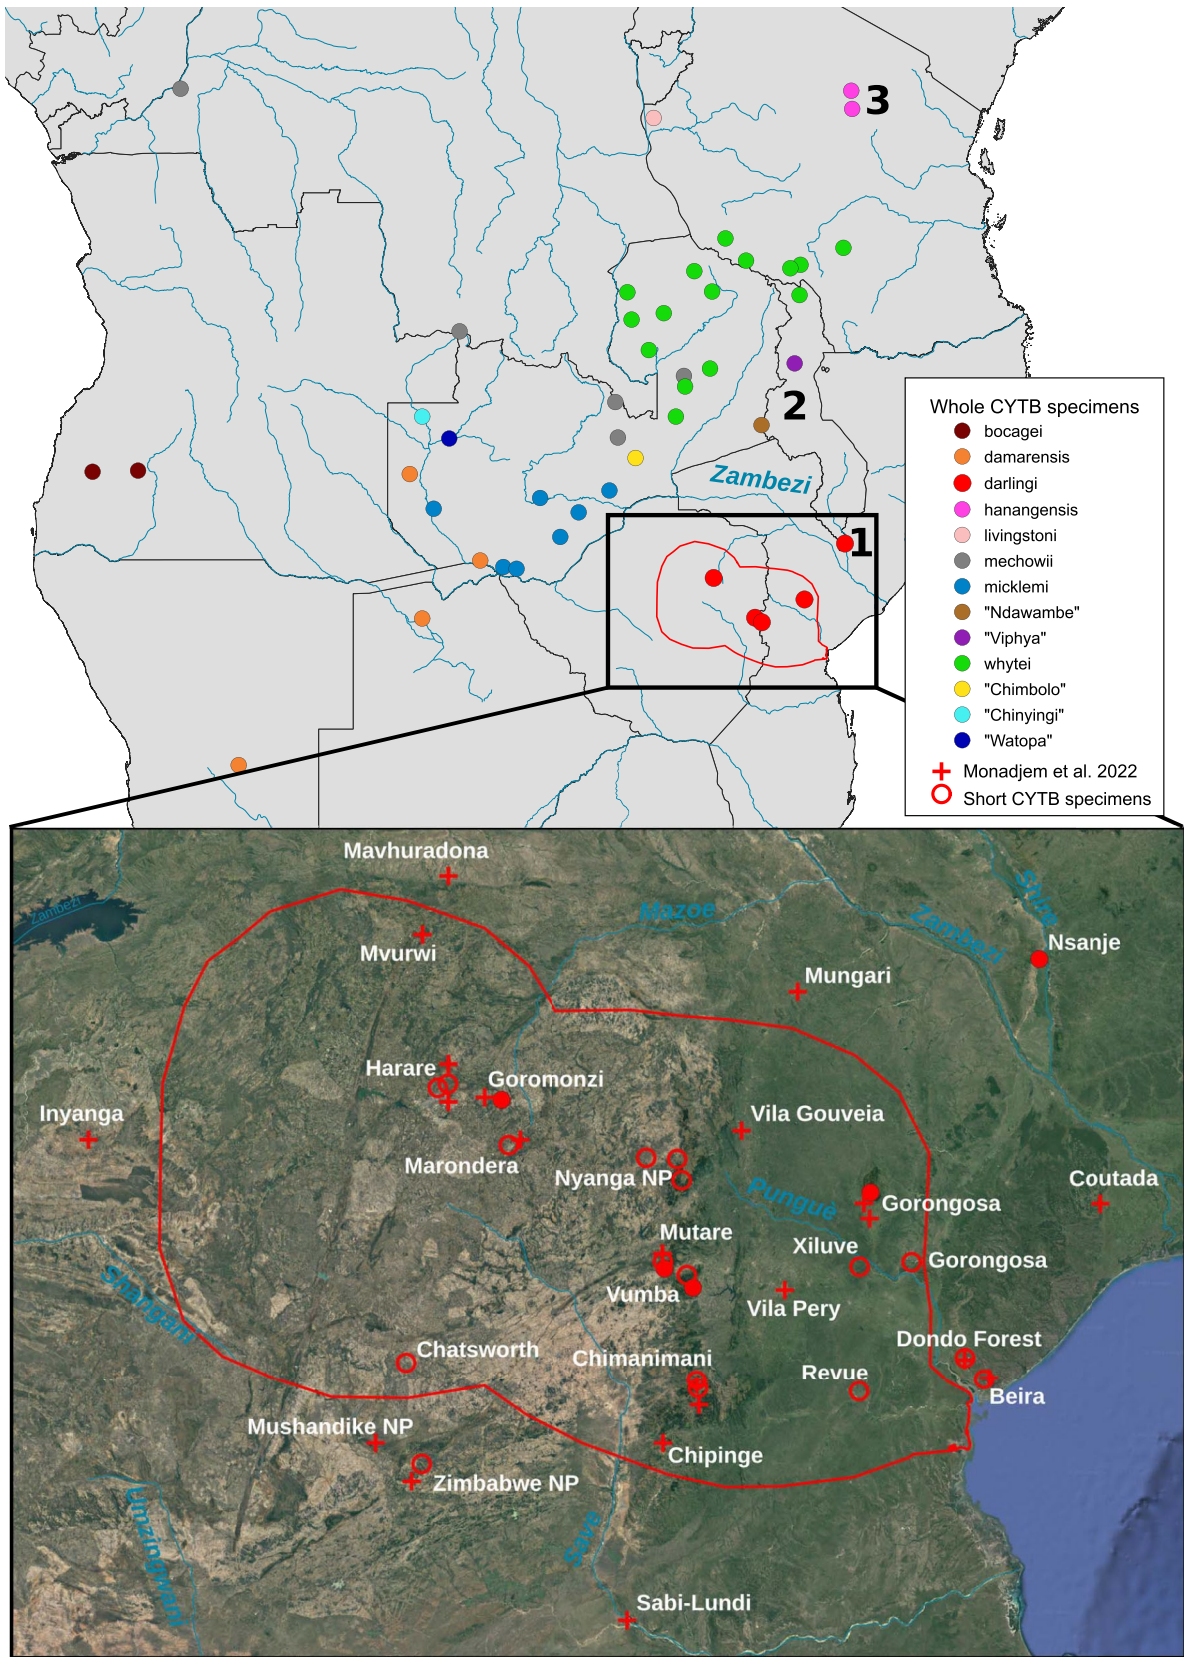 3
2
Zambezi
1
Whole CYTB specimens
bocagei
damarensis
darlingi
hanangensis
livingstoni
mechowii
micklemi
"Ndawambe"
"Viphya"
whytei
"Chimbolo"
"Chinyingi"
"Watopa"
Monadjem et al. 2022
Short CYTB specimens
Mavhuradona
Zambezi
Mazoe
Shire
Zambezi
Mvurwi
Nsanje
Mungari
Harare
Goromonzi
Inyanga
Vila Gouveia
Marondera
Nyanga NP
Coutada
Punguè
Gorongosa
Mutare
Xiluve
Gorongosa
Shangani
Vumba
Vila Pery
Dondo Forest
Chatsworth
Chimanimani
Revue
Beira
Mushandike NP
Chipinge
Zimbabwe NP
Umzingwani
Save
Sabi-Lundi